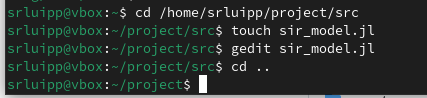 srluipp@vbox:~$ cd /home/srluipp/project/src
srluipp@vbox:~/project/src$ touch sir_model.jl
srluipp@vbox:~/project/src$ gedit sir_model.jl
srluipp@vbox:~/project/src$ cd ..
srluipp@vbox:~/project$